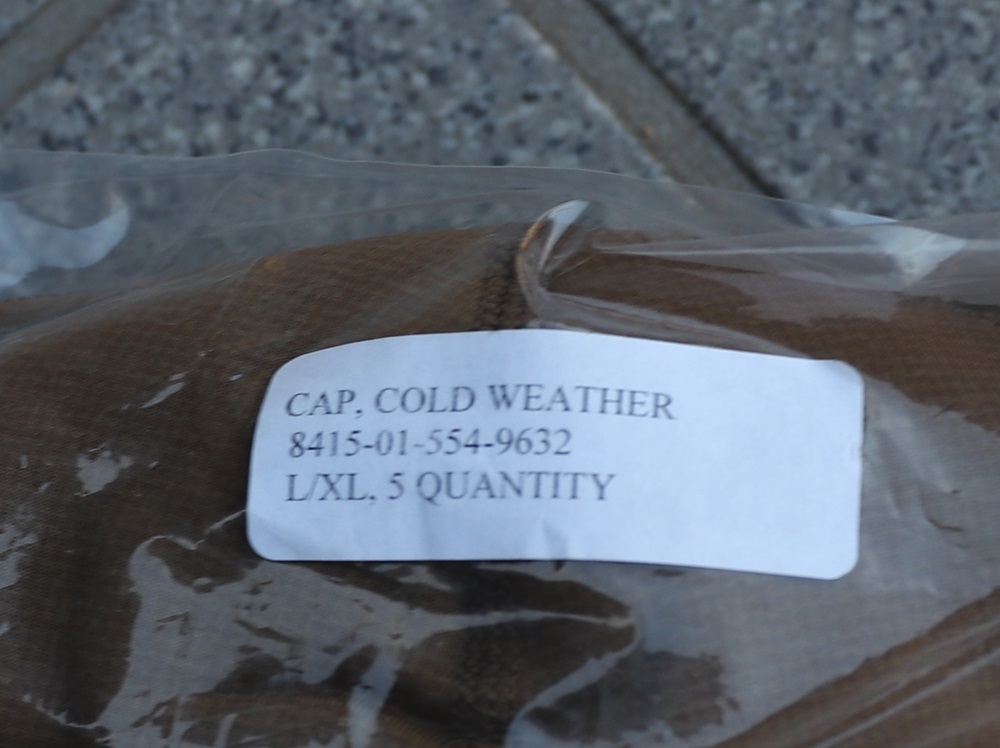 CAP, COLD WEATHER
8415-01-554-9632
L/XL, 5 QUANTITY